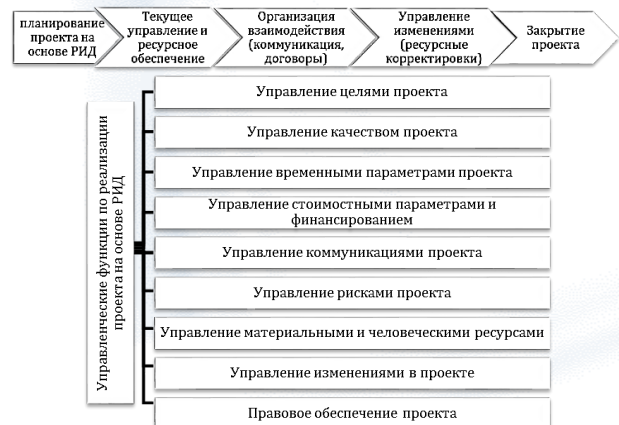 планирование
проекта на
основе РИД
Текущее
управление и
ресурсное
обеспечение
Организация
взаимодействия
(коммуникация,
договоры)
Управление
изменениями
(ресурсные
корректировки)
Закрытие
проекта
Управленческие функции по реализации
проекта на основе РИД
Управление целями проекта
Управление качеством проекта
Управление временными параметрами проекта
Управление стоимостными параметрами и
финансированием
Управление коммуникациями проекта
Управление рисками проекта
Управление материальными и человеческими ресурсами
Управление изменениями в проекте
Правовое обеспечение проекта